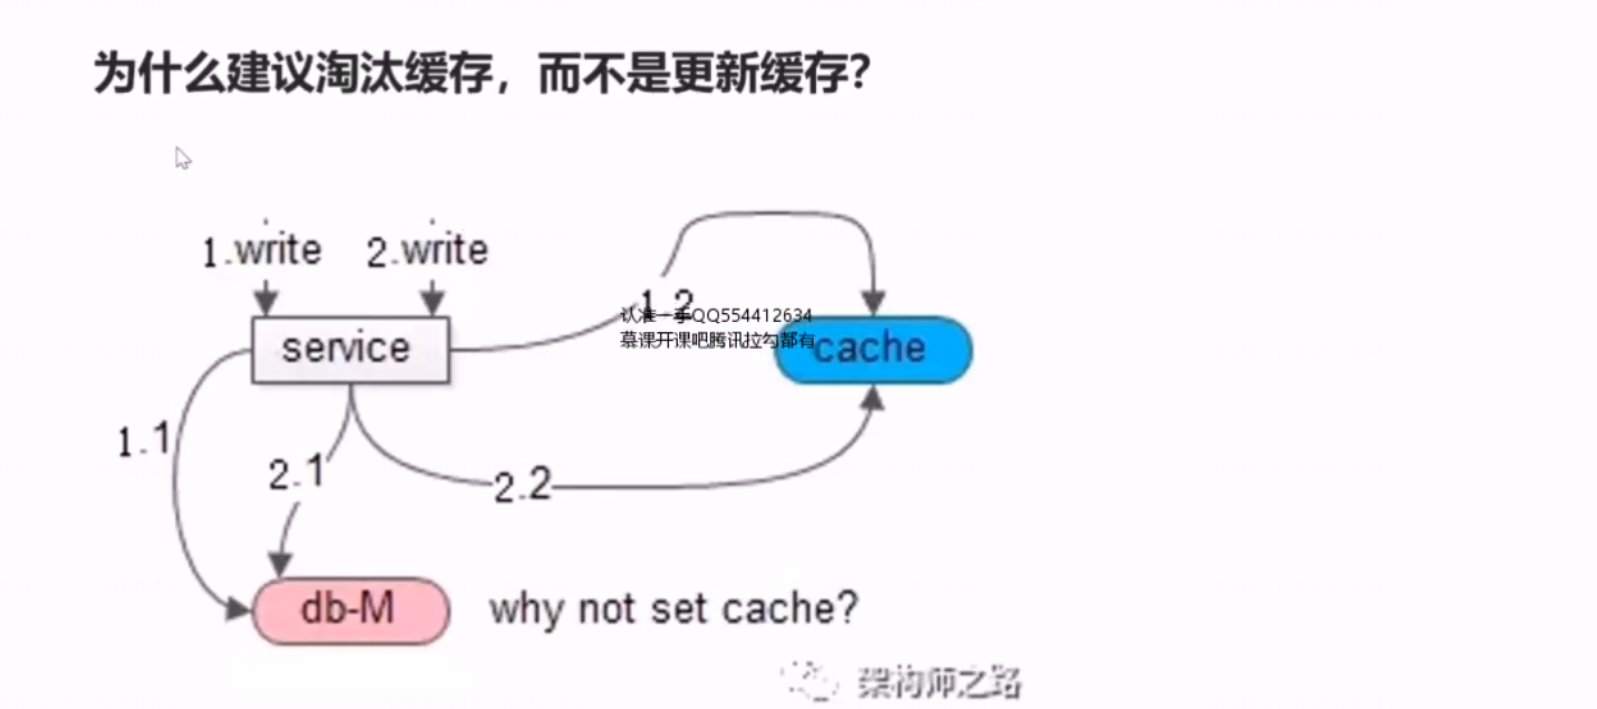 为什么建议淘汰缓存，而不是更新缓存？
1.write
2.write
1.2
认准一手QQ554412634
慕课开课吧腾讯拉勾都有
service
cache
1.1
2.1
2.2
db-M
why not set cache?
架构师之路